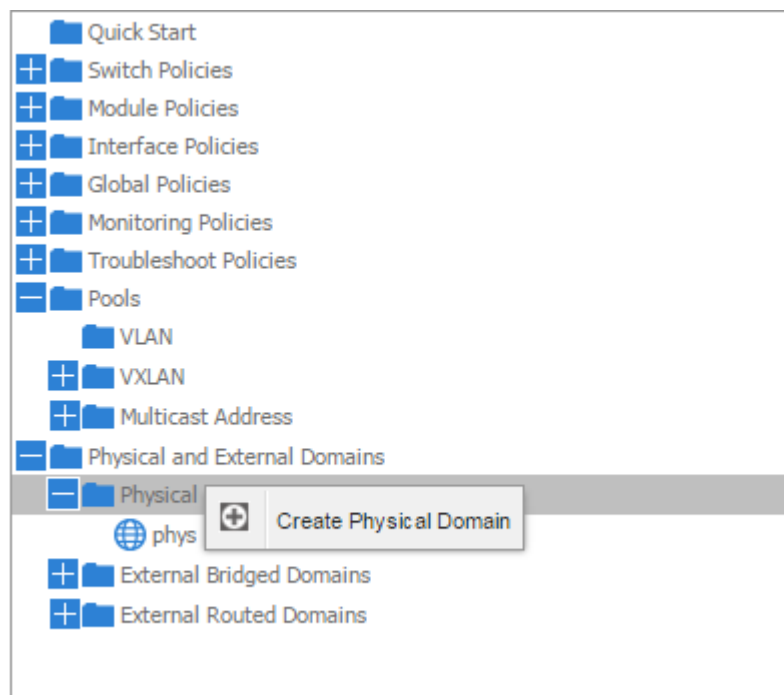 Quick Start
Switch Policies
Module Policies
Interface Policies
Global Policies
Monitoring Policies
Troubleshoot Policies
Pools
VLAN
VXLAN
Multicast Address
Physical and External Domains
Physical
Create Physical Domain
phys
External Bridged Domains
External Routed Domains